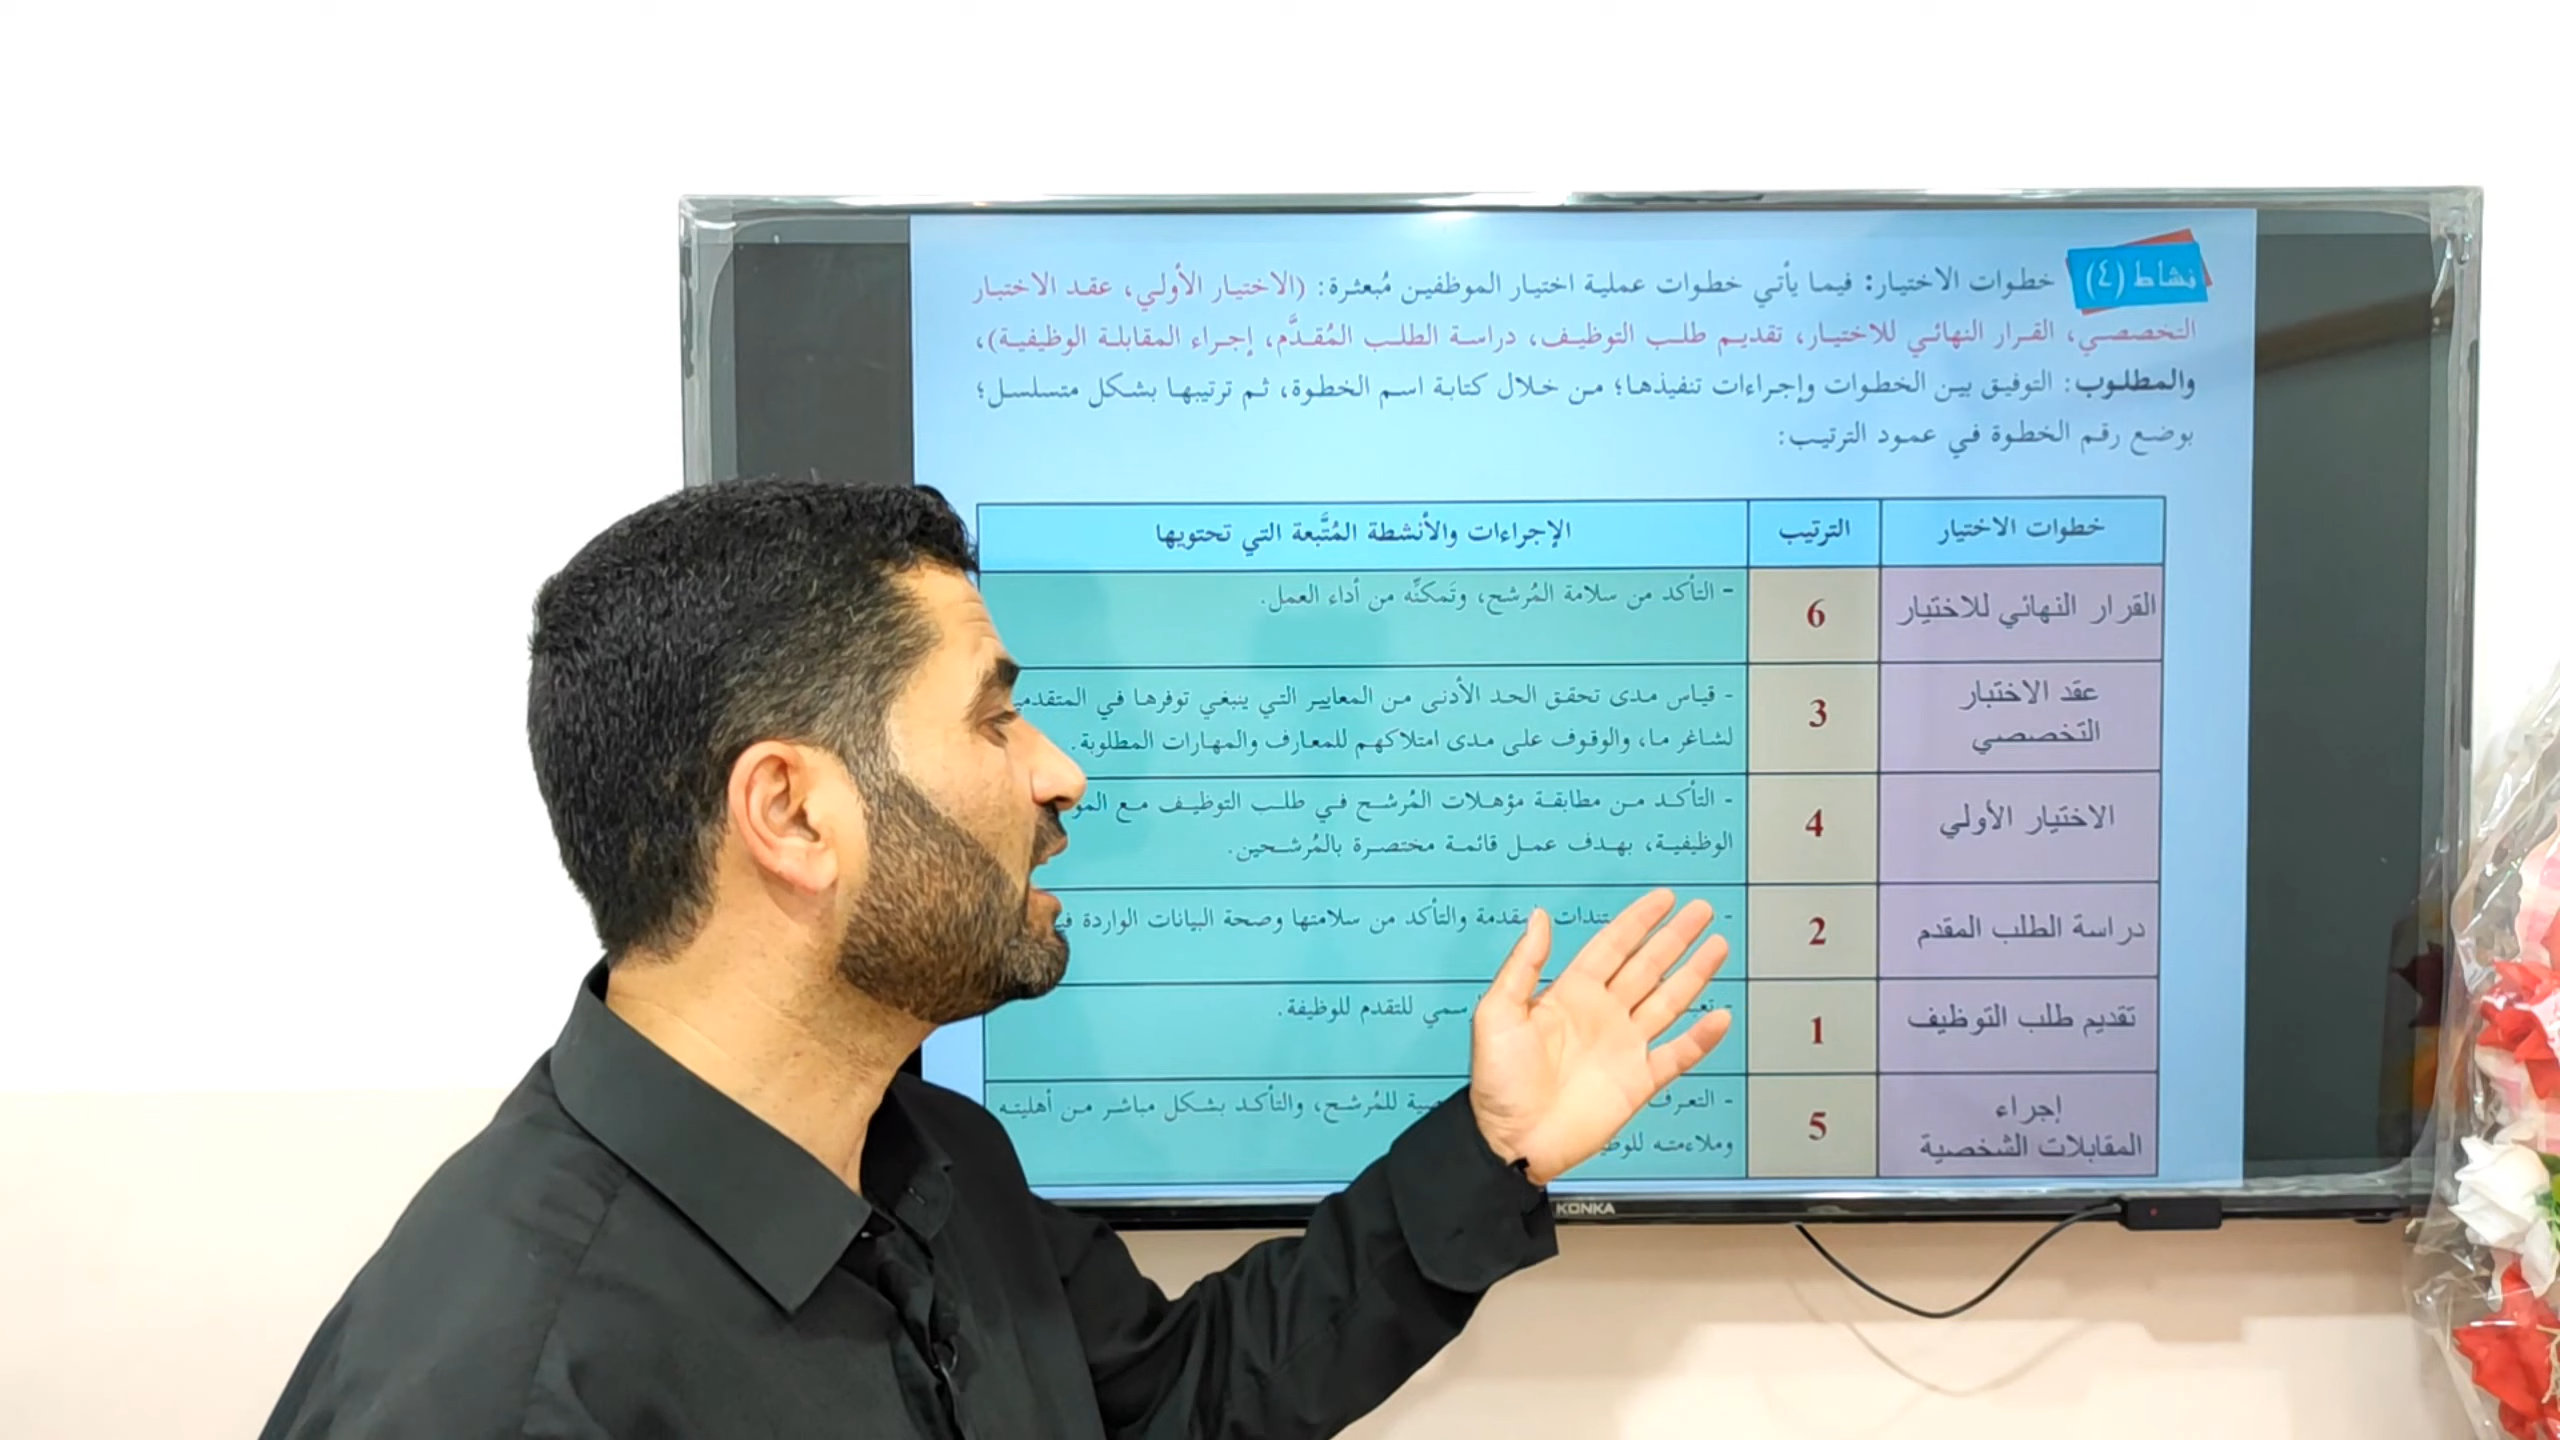 نشاط (٤) خطوات الاختيار: فيما يأتي خطوات عملية اختيار الموظفين مُبعثرة: (الاختيار الأولي، عقد الاختبار
التخصصي، القرار النهائي للاختيار، تقديم طلب التوظيف، دراسة الطلب المُقدَّم، إجراء المقابلة الوظيفية)،
والمطلوب: التوفيق بين الخطوات وإجراءات تنفيذها؛ من خلال كتابة اسم الخطوة، ثم ترتيبها بشكل متسلسل؛
بوضع رقم الخطوة في عمود الترتيب:
خطوات الاختيار الترتيب الإجراءات والأنشطة المُتَّبعة التي تحتويها
القرار النهائي للاختيار 6 - التأكد من سلامة المُرشح، وتَمكنِّه من أداء العمل.
عقد الاختبار
التخصصي
3
- قياس مدى تحقق الحد الأدنى من المعايير التي ينبغي توفرها في
لشاغر ما، والوقوف على مدى امتلاكهم للمعارف والمهارات المطلوبة.
الاختيار الأولي
4
- التأكد من مطابقة مؤهلات المُرشح في طلب التوظيف مع
الوظيفية، بهدف عمل قائمة مختصرة بالمُرشحين.
دراسة الطلب المقدم 2 - والتأكد من سلامتها وصحة البيانات الواردة
تقديم طلب التوظيف 1 - للتقدم للوظيفة.
إجراء
المقابلات الشخصية
5
- التعرف للمُرشح، والتأكد بشكل مباشر من أهليته
وملاءمته
KONKA